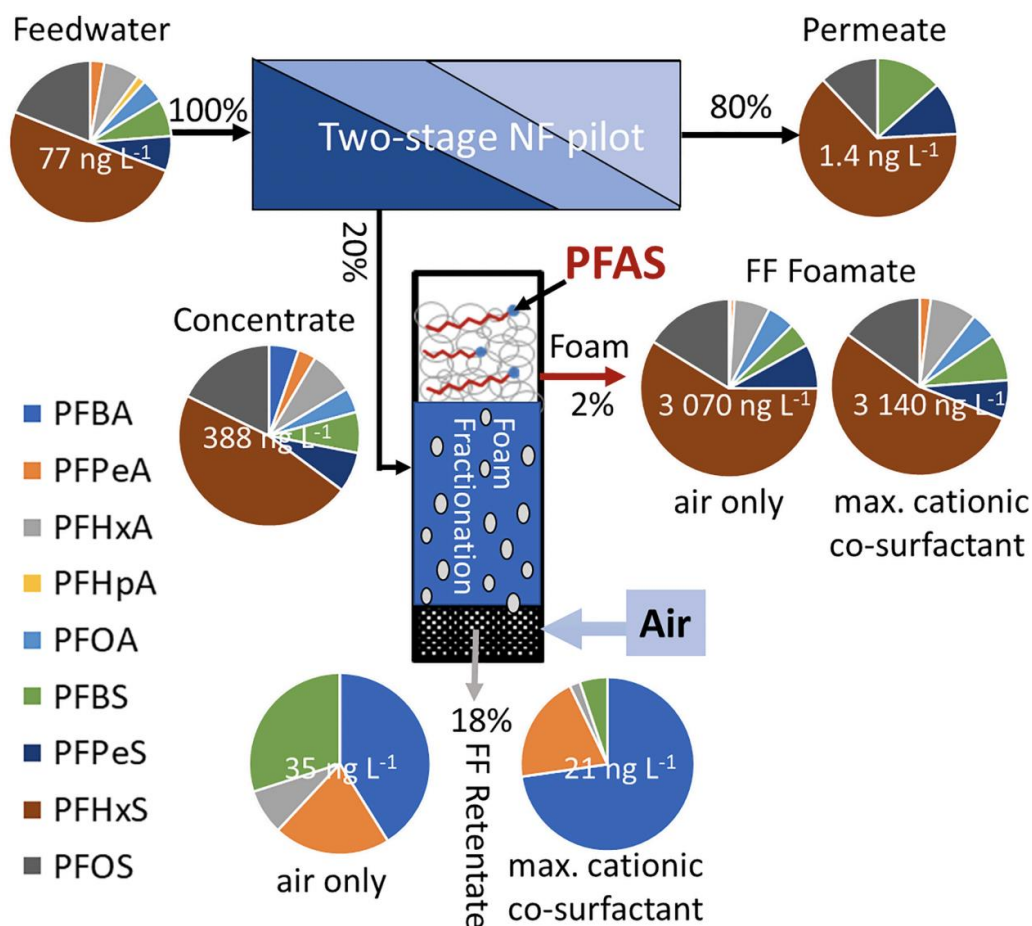 Feedwater
77 ng L⁻¹
100%
Two-stage NF pilot
80%
Permeate
1.4 ng L⁻¹
20%
Concentrate
388 ng L⁻¹
PFAS
Foam
2%
FF Foamate
3 070 ng L⁻¹
air only
3 140 ng L⁻¹
max. cationic
co-surfactant
Foam
Fractionation
Air
PFBA
PFPeA
PFHxA
PFHpA
PFOA
PFBS
PFPeS
PFHxS
PFOS
18%
FF Retentate
35 ng L⁻¹
air only
21 ng L⁻¹
max. cationic
co-surfactant